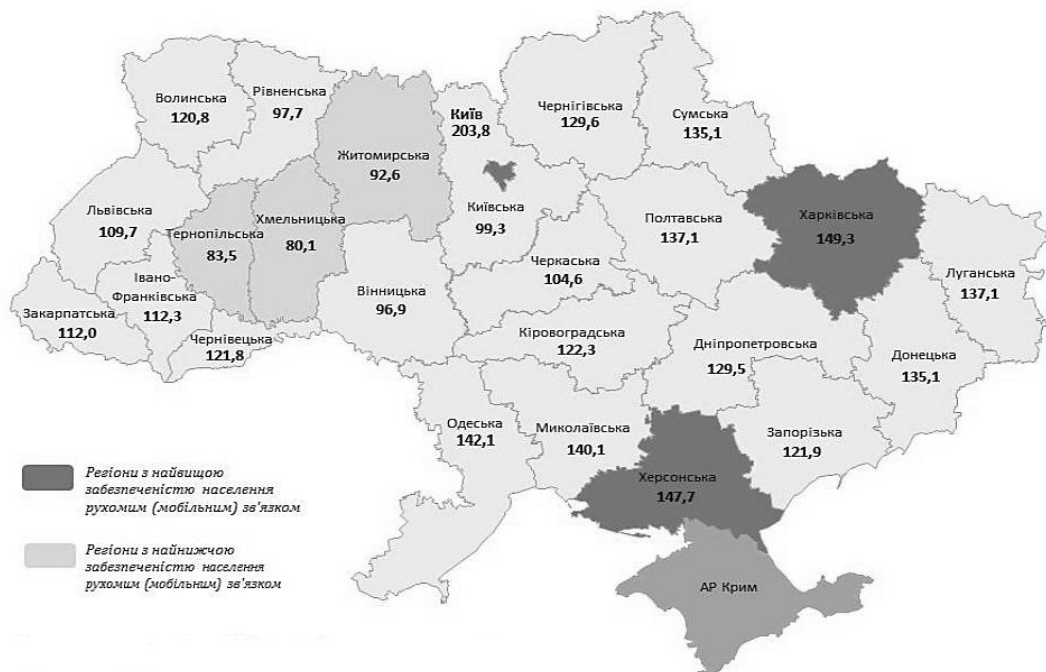 Волинська
120,8
Рівненська
97,7
Житомирська
92,6
Київ
203,8
Чернігівська
129,6
Сумська
135,1
Львівська
109,7
Тернопільська
83,5
Хмельницька
80,1
Київська
99,3
Полтавська
137,1
Харківська
149,3
Луганська
137,1
Закарпатська
112,0
Івано-
Франківська
112,3
Чернівецька
121,8
Вінницька
96,9
Черкаська
104,6
Кіровоградська
122,3
Дніпропетровська
129,5
Донецька
135,1
Одеська
142,1
Миколаївська
140,1
Запорізька
121,9
Херсонська
147,7
АР Крим
Регіони з найвищою
забезпеченістю населення
рухомим (мобільним) зв'язком
Регіони з найнижчою
забезпеченістю населення
рухомим (мобільним) зв'язком